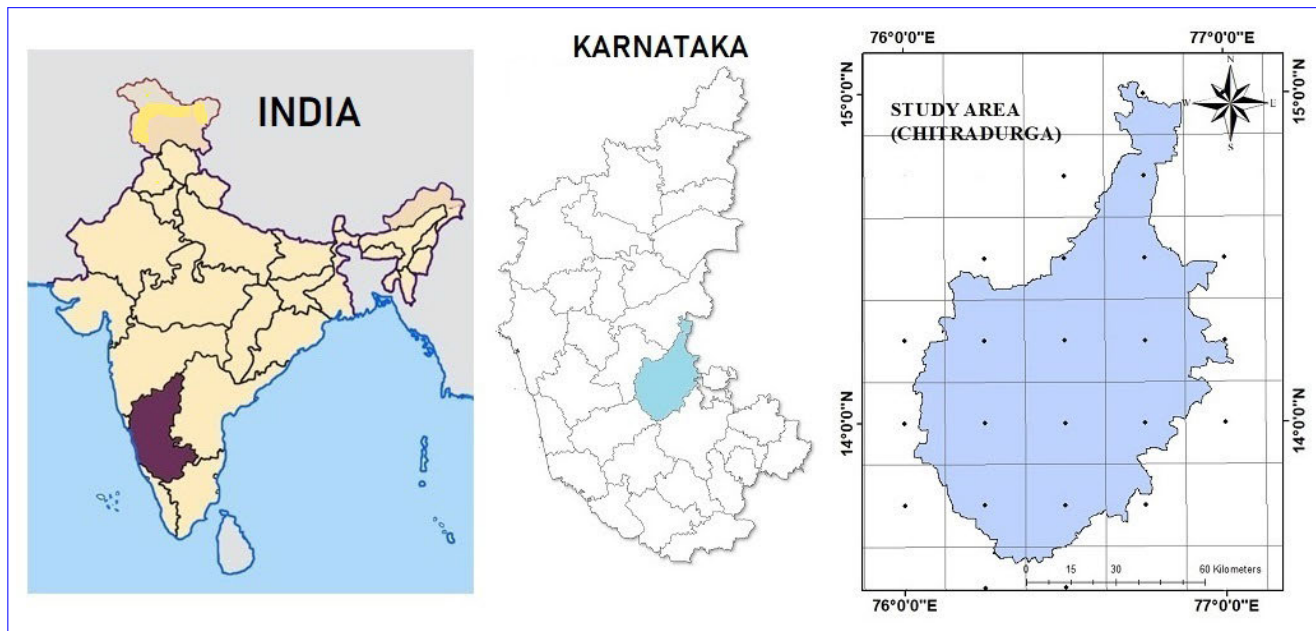 INDIA
KARNATAKA
76°0'0"E
77°0'0"E
15°0'0"N
15°0'0"N
STUDY AREA
(CHITRADURGA)
N
W
E
S
14°0'0"N
14°0'0"N
0
15
30
60 Kilometers
76°0'0"E
77°0'0"E